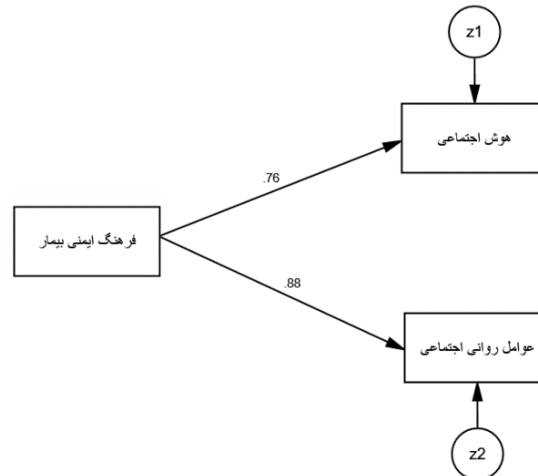 z1
هوش اجتماعی
.76
فرهنگ ایمنی بیمار
.88
عوامل روانی اجتماعی
z2